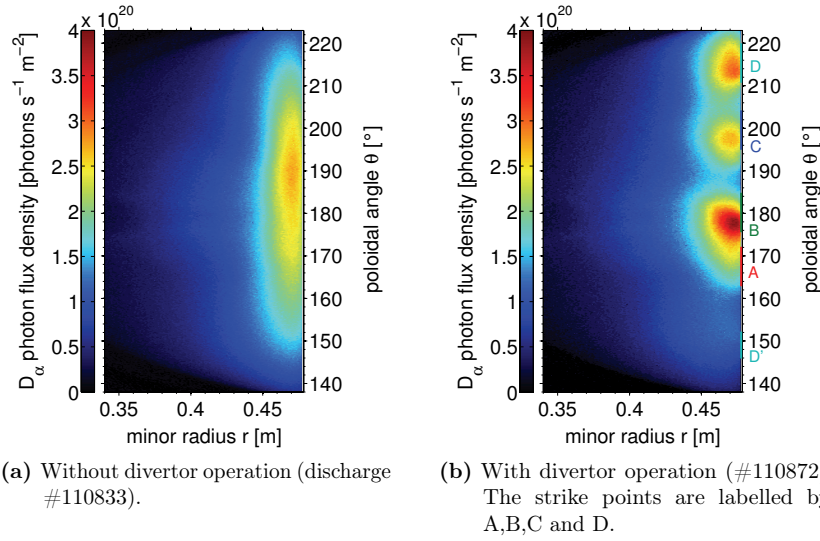 x 10^20
4
3.5
3
2.5
2
1.5
1
0.5
0
D_α photon flux density [photons s^−1 m^−2]
220
210
200
190
180
170
160
150
140
poloidal angle θ [°]
0.35 0.4 0.45
minor radius r [m]
(a) Without divertor operation (discharge
#110833).
x 10^20
4
3.5
3
2.5
2
1.5
1
0.5
0
D_α photon flux density [photons s^−1 m^−2]
220
210
200
190
180
170
160
150
140
D
C
B
A
D'
poloidal angle θ [°]
0.35 0.4 0.45
minor radius r [m]
(b) With divertor operation (#110872
The strike points are labelled by
A,B,C and D.